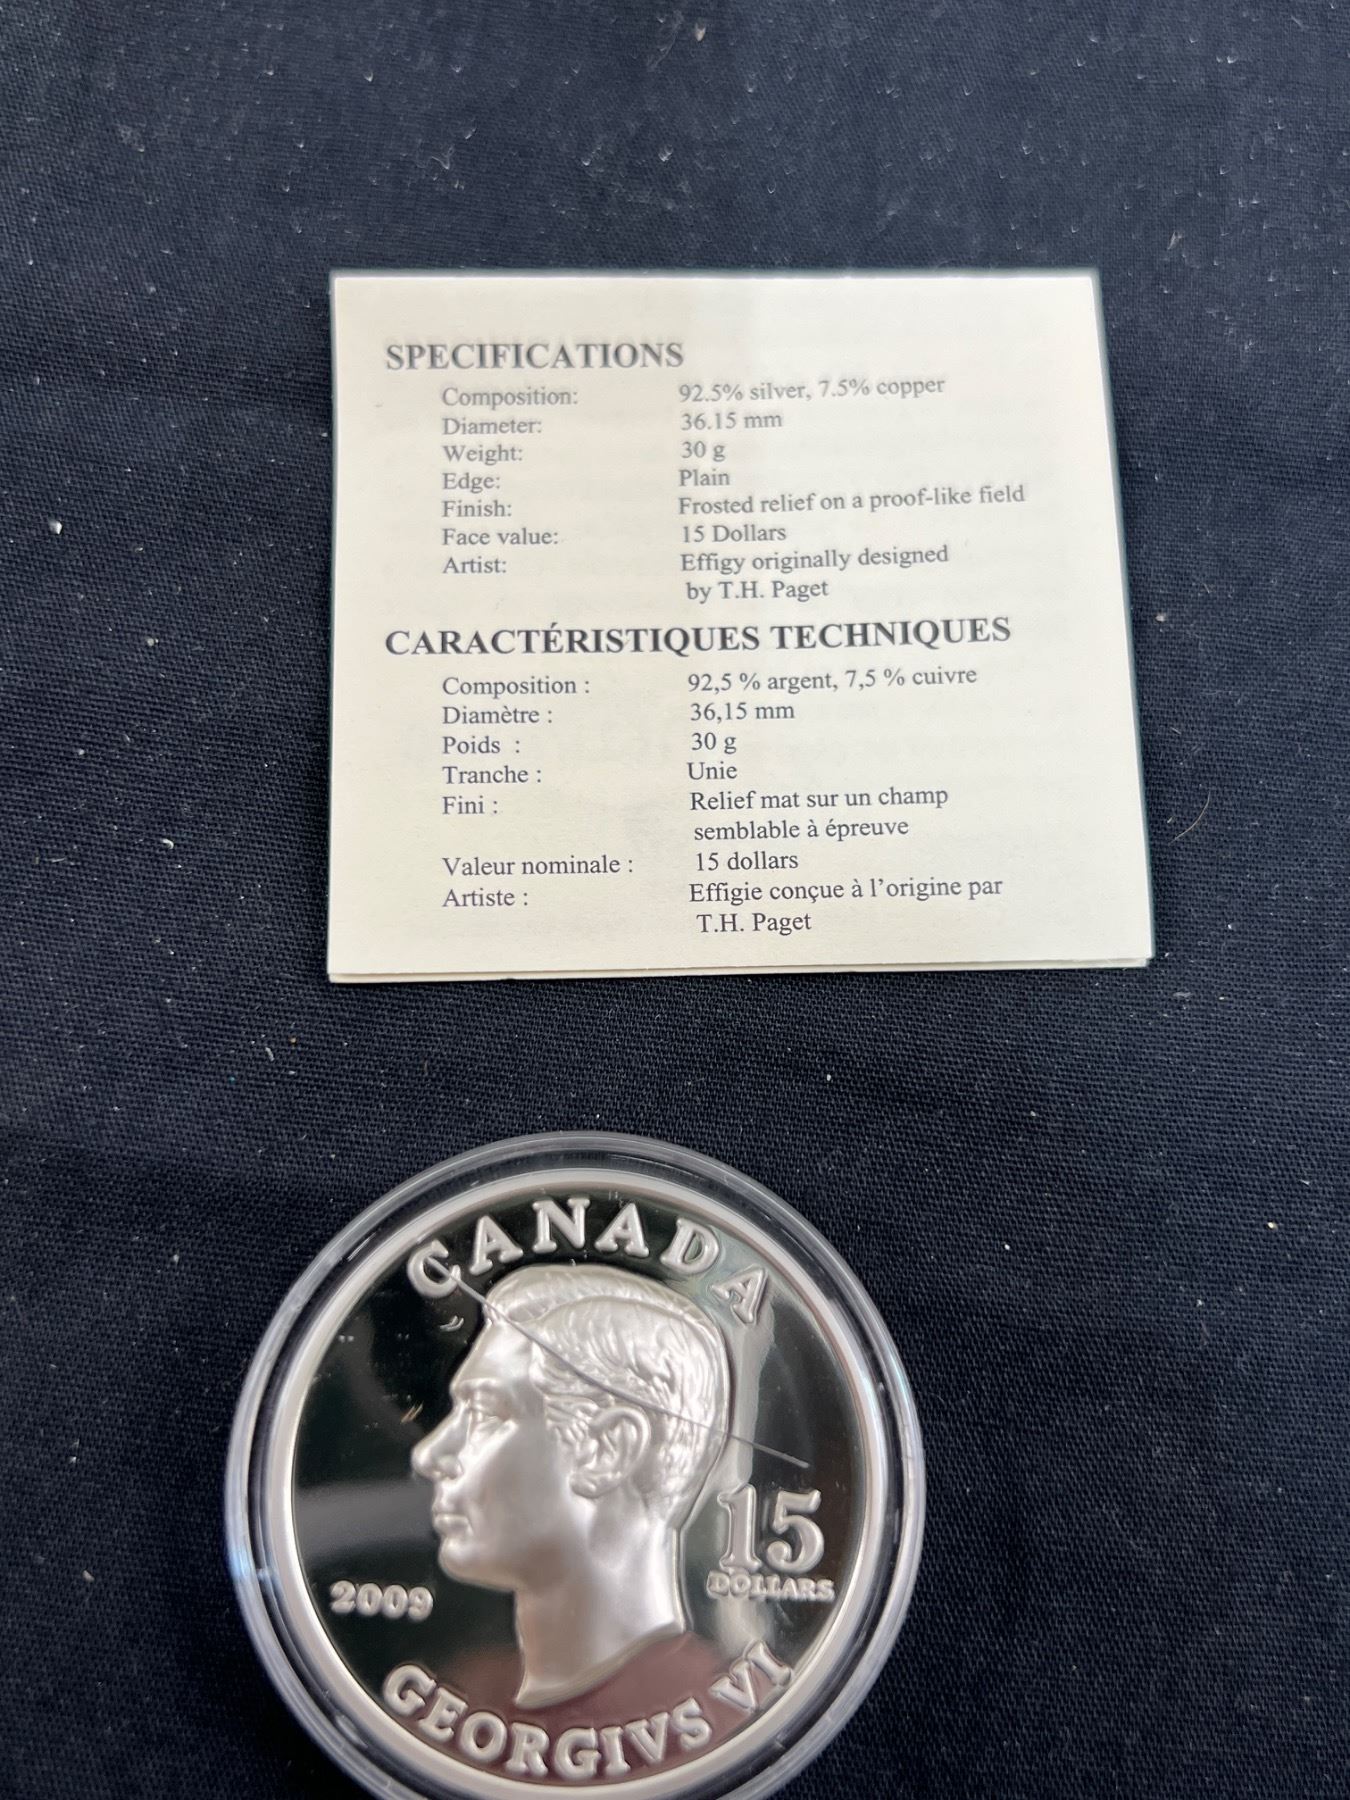 SPECIFICATIONS
Composition: 92.5% silver, 7.5% copper
Diameter: 36.15 mm
Weight: 30 g
Edge: Plain
Finish: Frosted relief on a proof-like field
Face value: 15 Dollars
Artist: Effigy originally designed
by T.H. Paget
CARACTÉRISTIQUES TECHNIQUES
Composition : 92,5 % argent, 7,5 % cuivre
Diamètre : 36,15 mm
Poids : 30 g
Tranche : Unie
Fini : Relief mat sur un champ
semblable à épreuve
Valeur nominale : 15 dollars
Artiste : Effigie conçue à l'origine par
T.H. Paget
CANADA
15
DOLLARS
2009
GEORGIVS VI